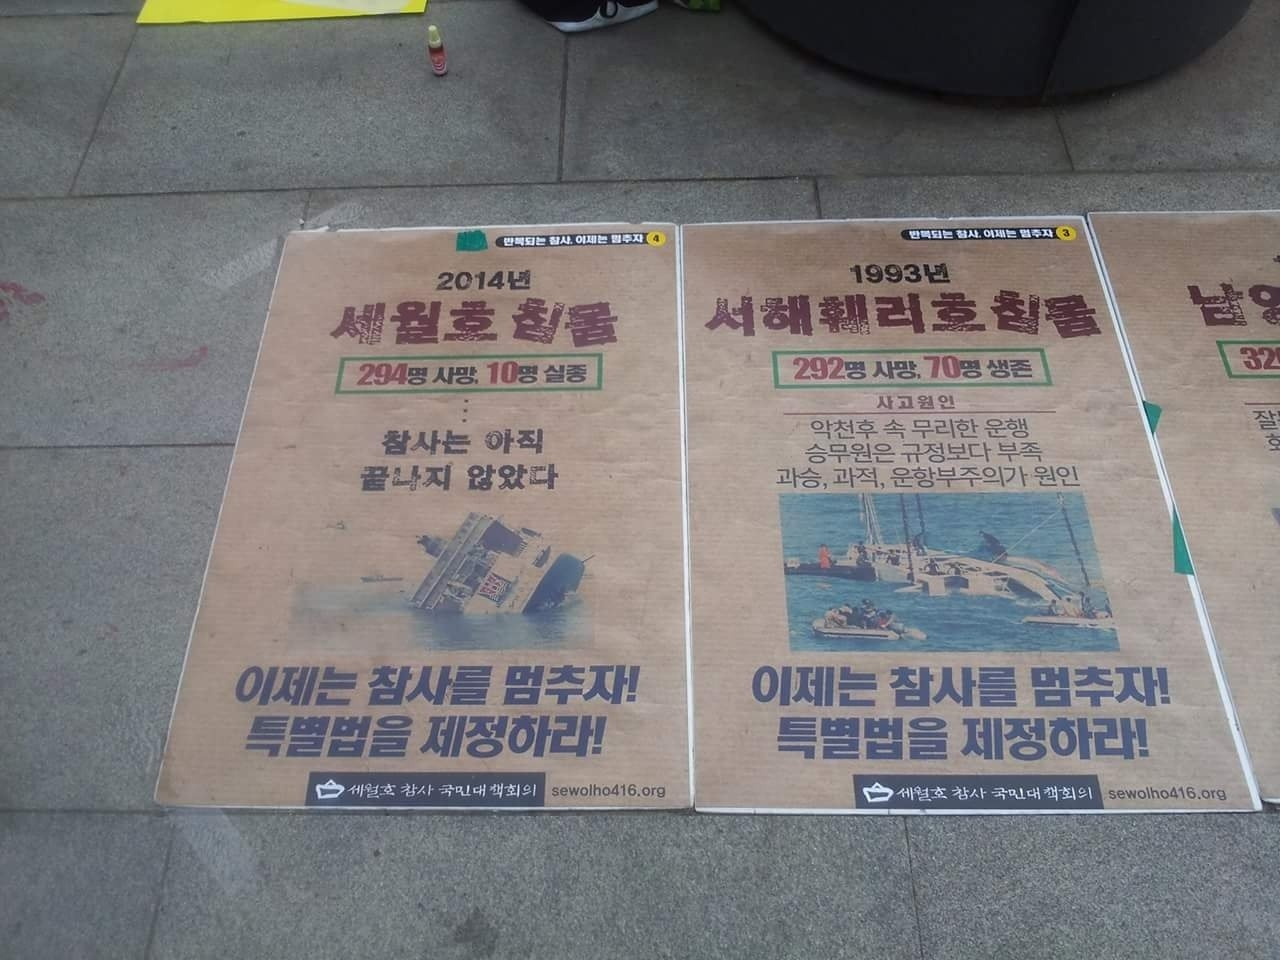 반복되는 참사, 이제는 멈추자 4
2014년
세월호 침몰
294명 사망, 10명 실종
참사는 아직
끝나지 않았다
이제는 참사를 멈추자!
특별법을 제정하라!
세월호 참사 국민대책회의 sewolho416.org
반복되는 참사, 이제는 멈추자 3
1993년
서해훼리호 침몰
292명 사망, 70명 생존
사고원인
악천후 속 무리한 운행
승무원은 규정보다 부족
과승, 과적, 운항부주의가 원인
이제는 참사를 멈추자!
특별법을 제정하라!
세월호 참사 국민대책회의 sewolho416.org